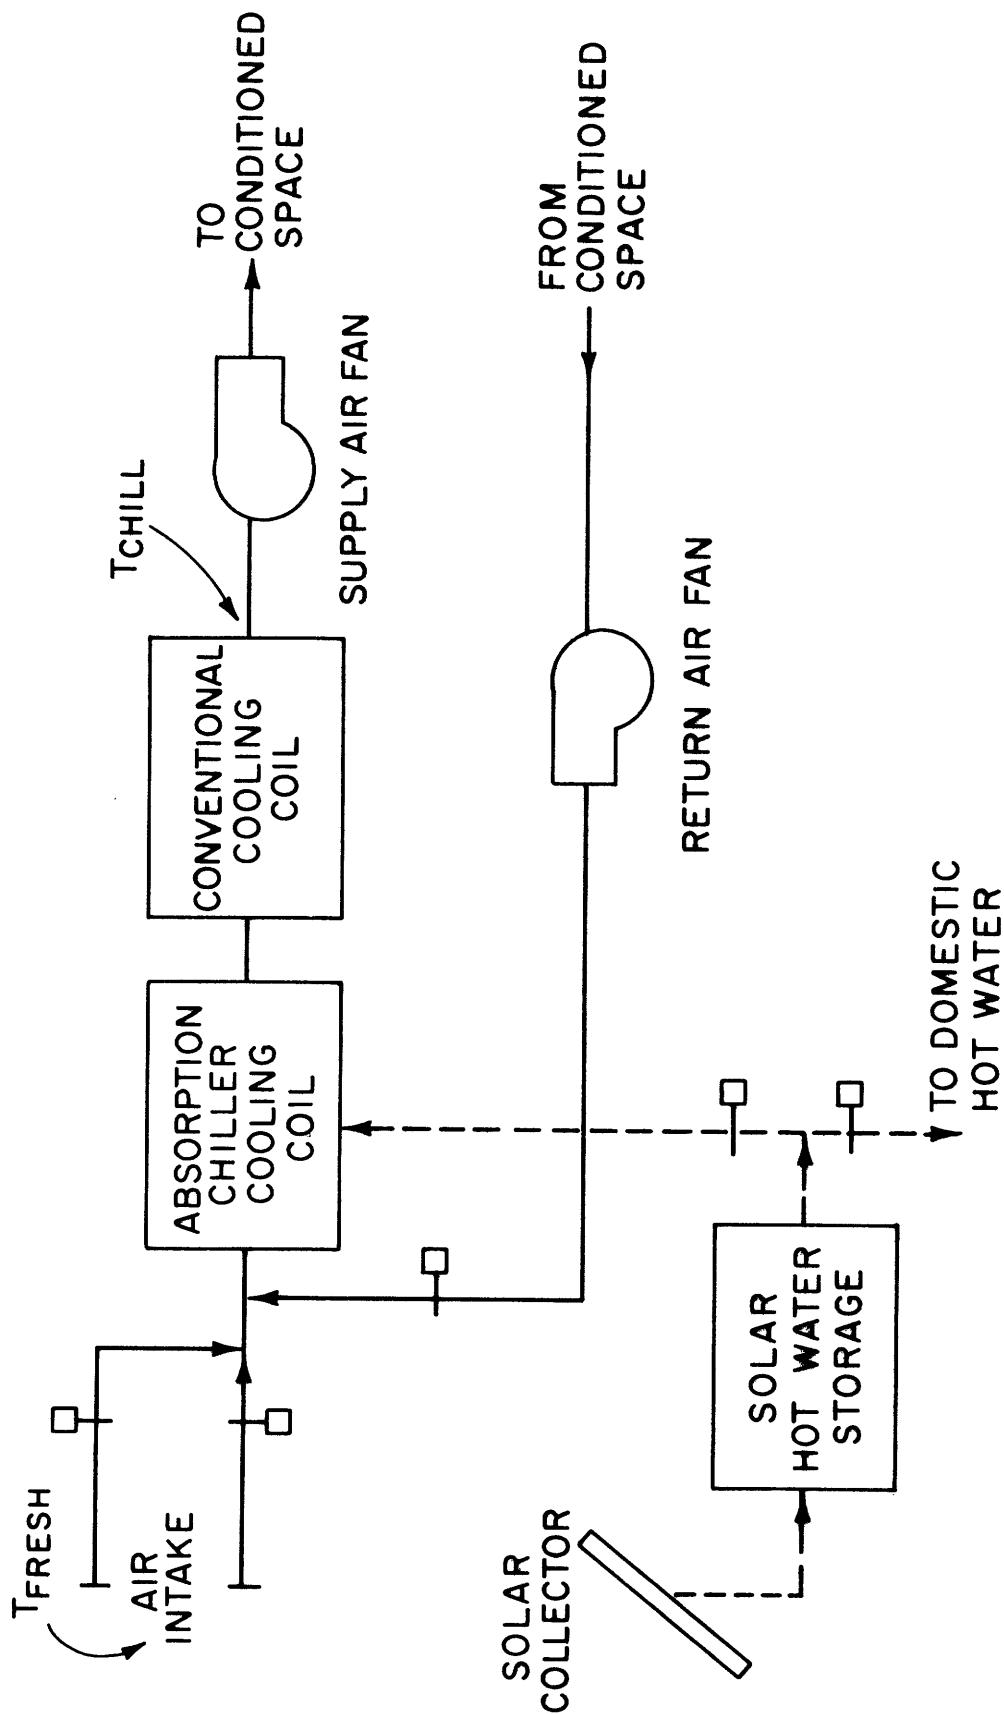 TFRESH
AIR
INTAKE
ABSORPTION
CHILLER
COOLING
COIL
CONVENTIONAL
COOLING
COIL
TCHILL
SUPPLY AIR FAN
TO
CONDITIONED
SPACE
FROM
CONDITIONED
SPACE
RETURN AIR FAN
SOLAR
COLLECTOR
SOLAR
HOT WATER
STORAGE
TO DOMESTIC
HOT WATER